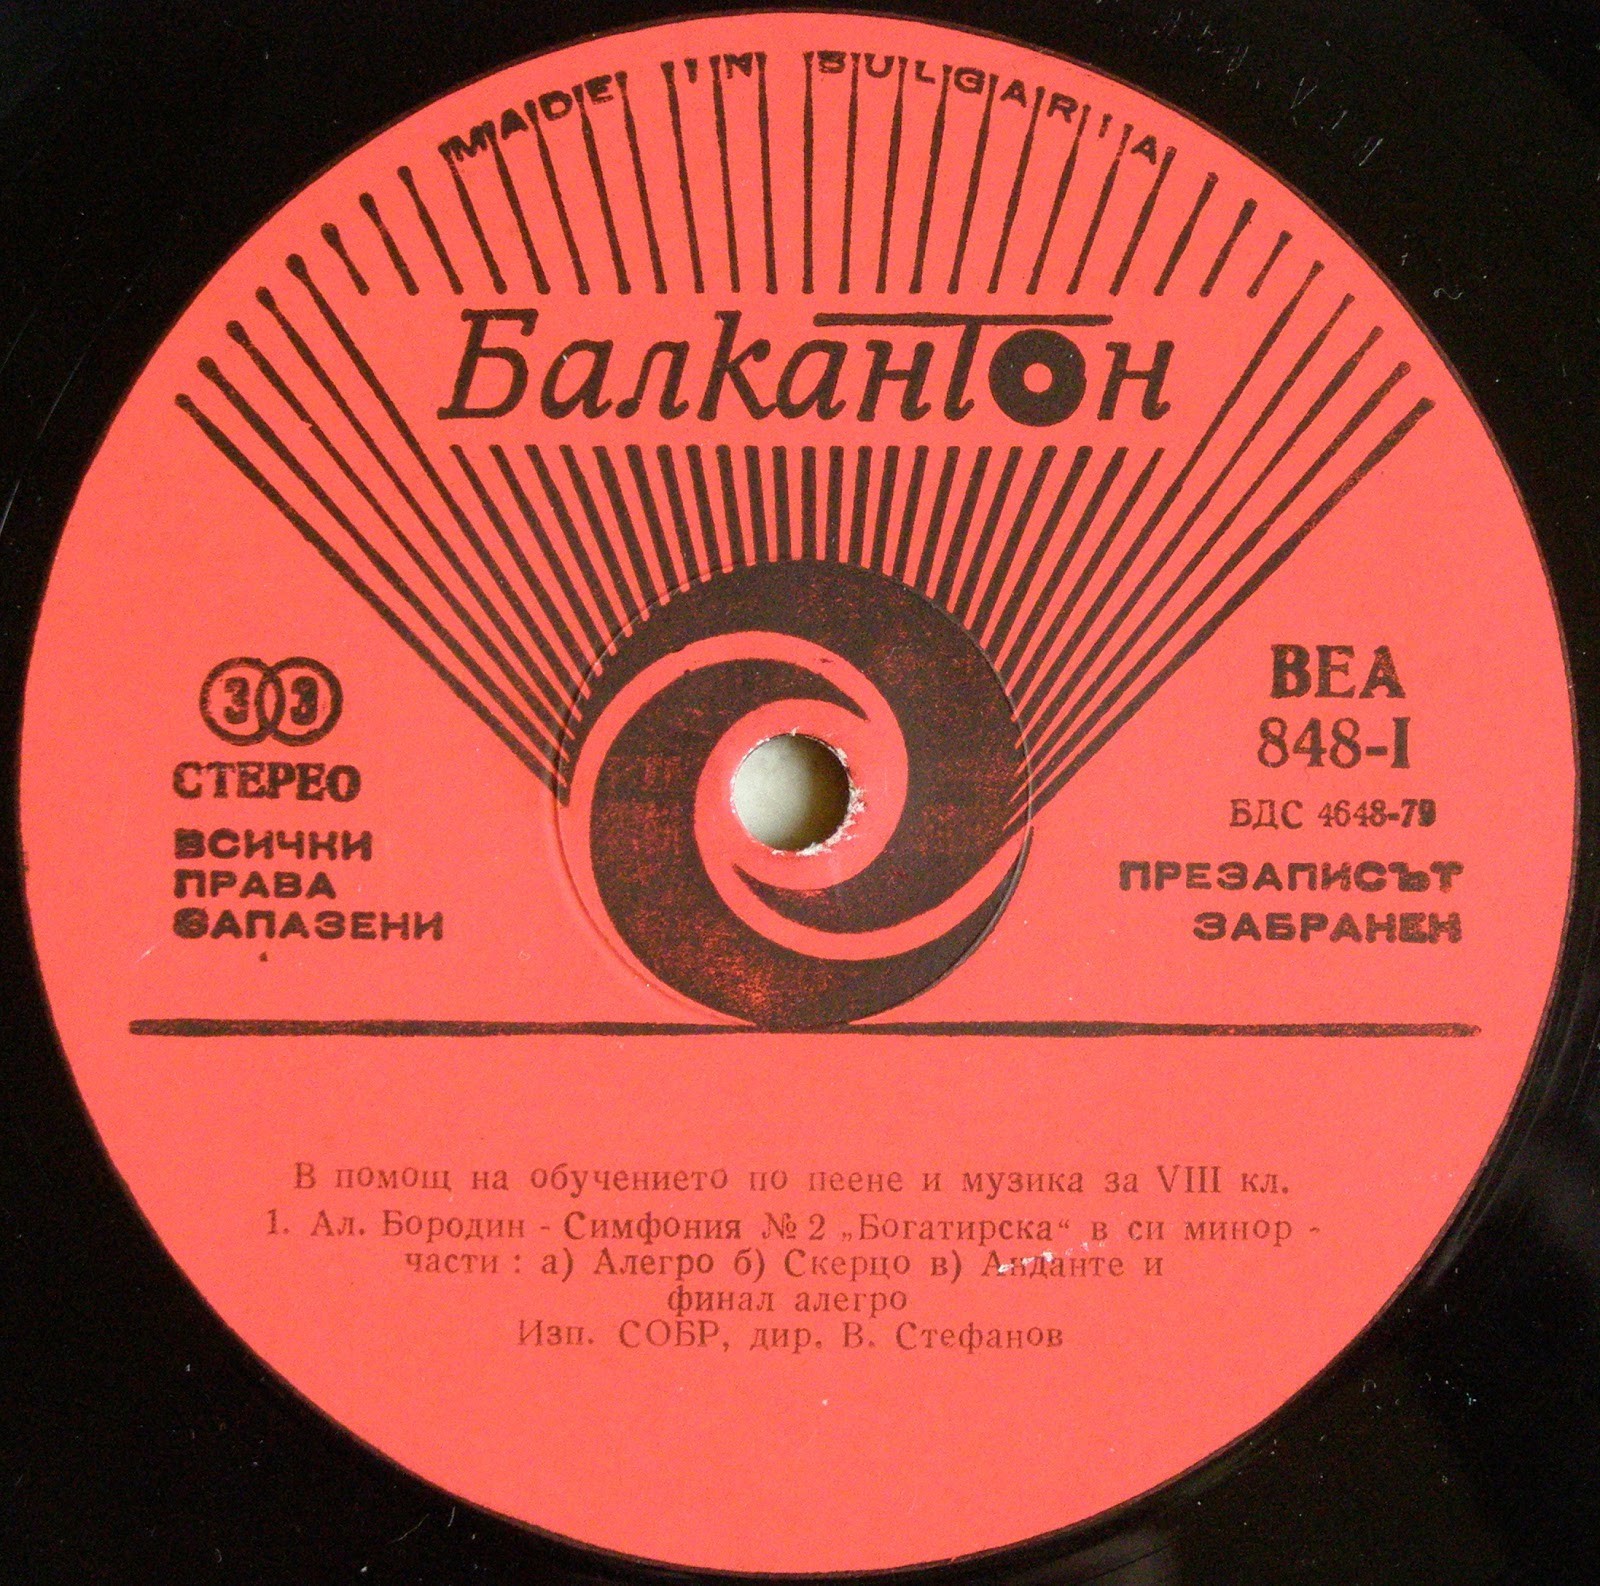 MADE IN BULGARIA
Балкантон
33
СТЕРЕО
ВСИЧКИ
ПРАВА
ЗАПАЗЕНИ
ВЕА
848-I
БДС 4648-79
ПРЕЗАПИСЪТ
ЗАБРАНЕН
В помощ на обучението по пеене и музика за VIII кл.
1. Ал. Бородин - Симфония № 2 „Богатирска“ в си минор -
части : а) Алегро б) Скерцо в) Анданте и
финал алегро
Изп. СОБР, дир. В. Стефанов